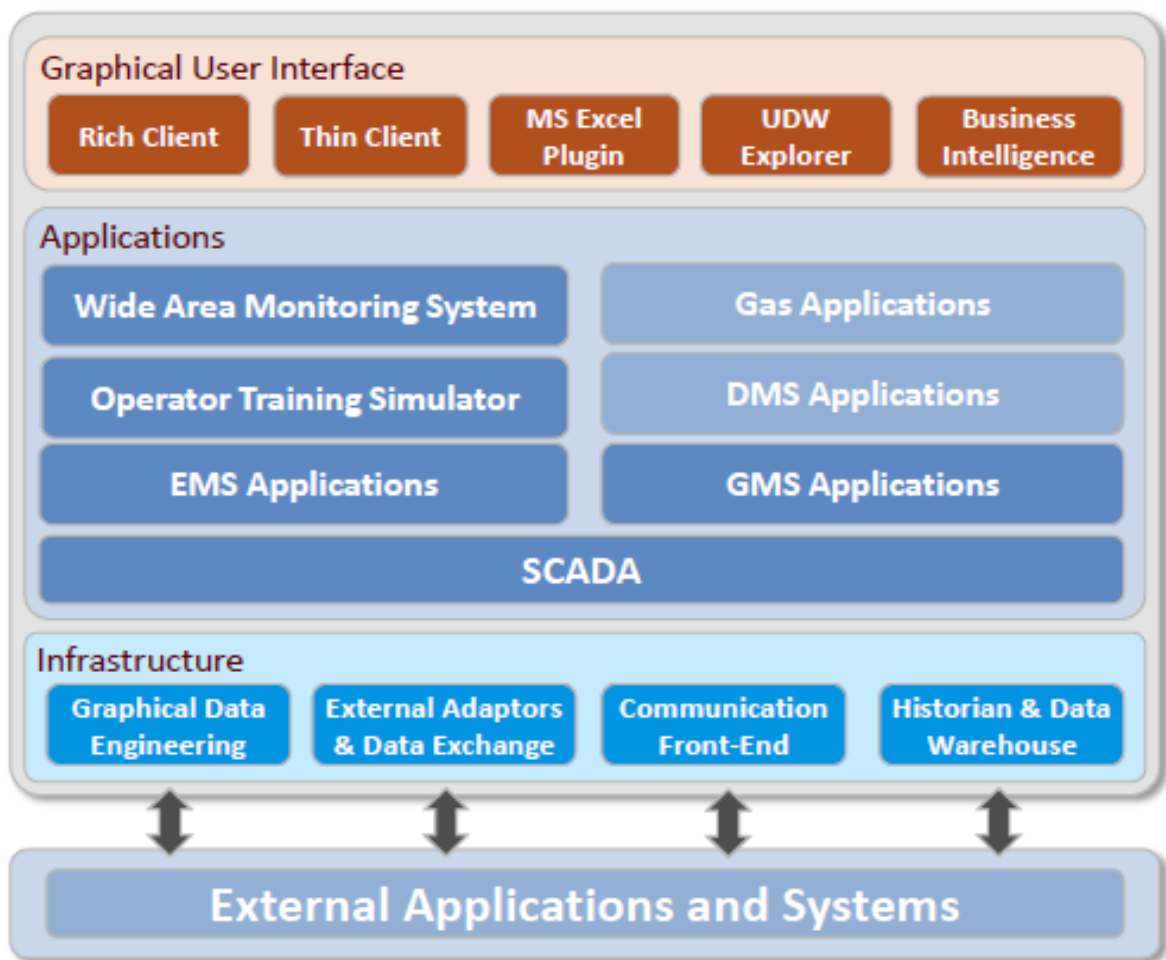 Graphical User Interface
Rich Client
Thin Client
MS Excel
Plugin
UDW
Explorer
Business
Intelligence
Applications
Wide Area Monitoring System
Gas Applications
Operator Training Simulator
DMS Applications
EMS Applications
GMS Applications
SCADA
Infrastructure
Graphical Data
Engineering
External Adaptors
& Data Exchange
Communication
Front-End
Historian & Data
Warehouse
External Applications and Systems